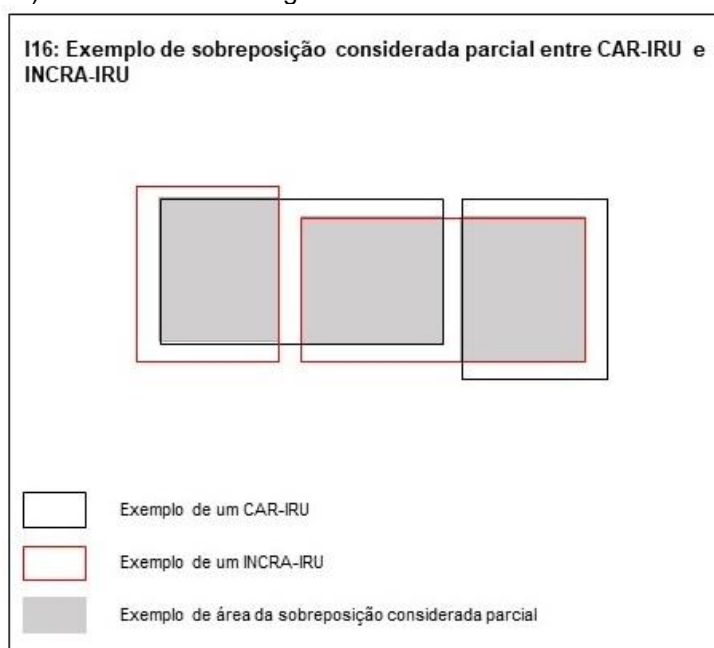 I16: Exemplo de sobreposição considerada parcial entre CAR-IRU e
INCRA-IRU
Exemplo de um CAR-IRU
Exemplo de um INCRA-IRU
Exemplo de área da sobreposição considerada parcial